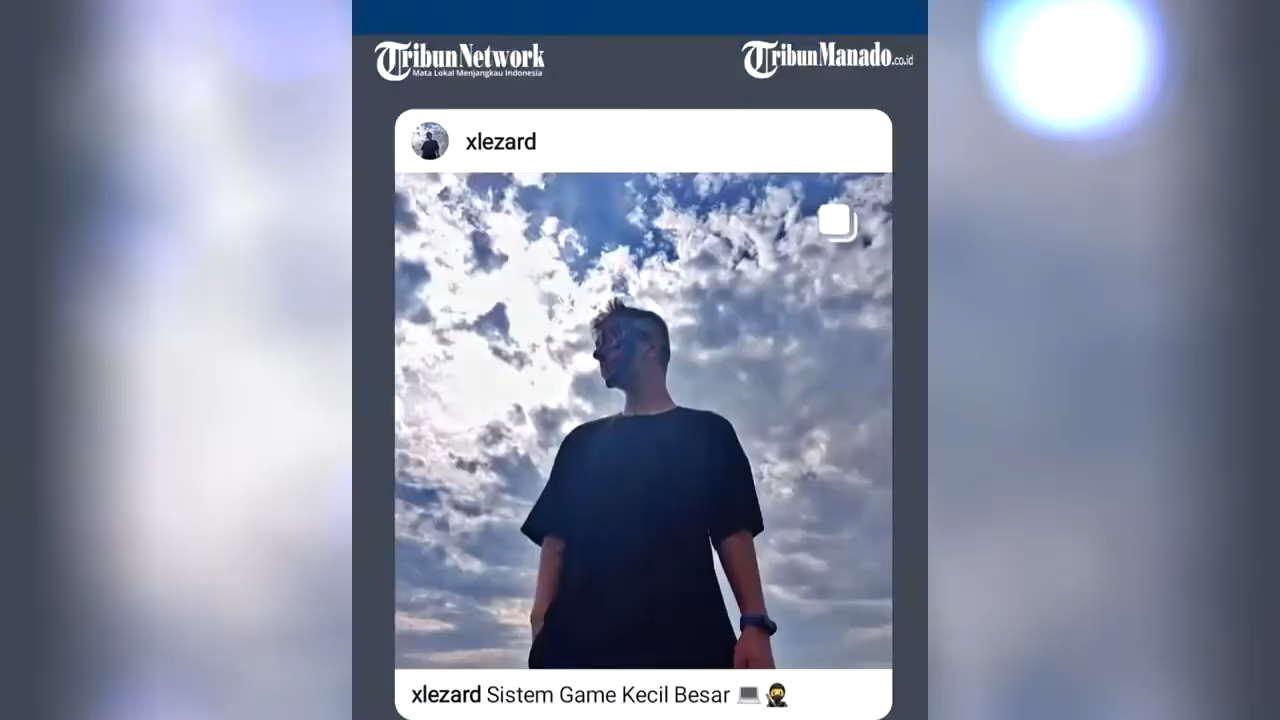 TribunNetwork
Mata Lokal Menjangkau Indonesia
TribunManado.co.id
xlezard
xlezard Sistem Game Kecil Besar 💻🥷